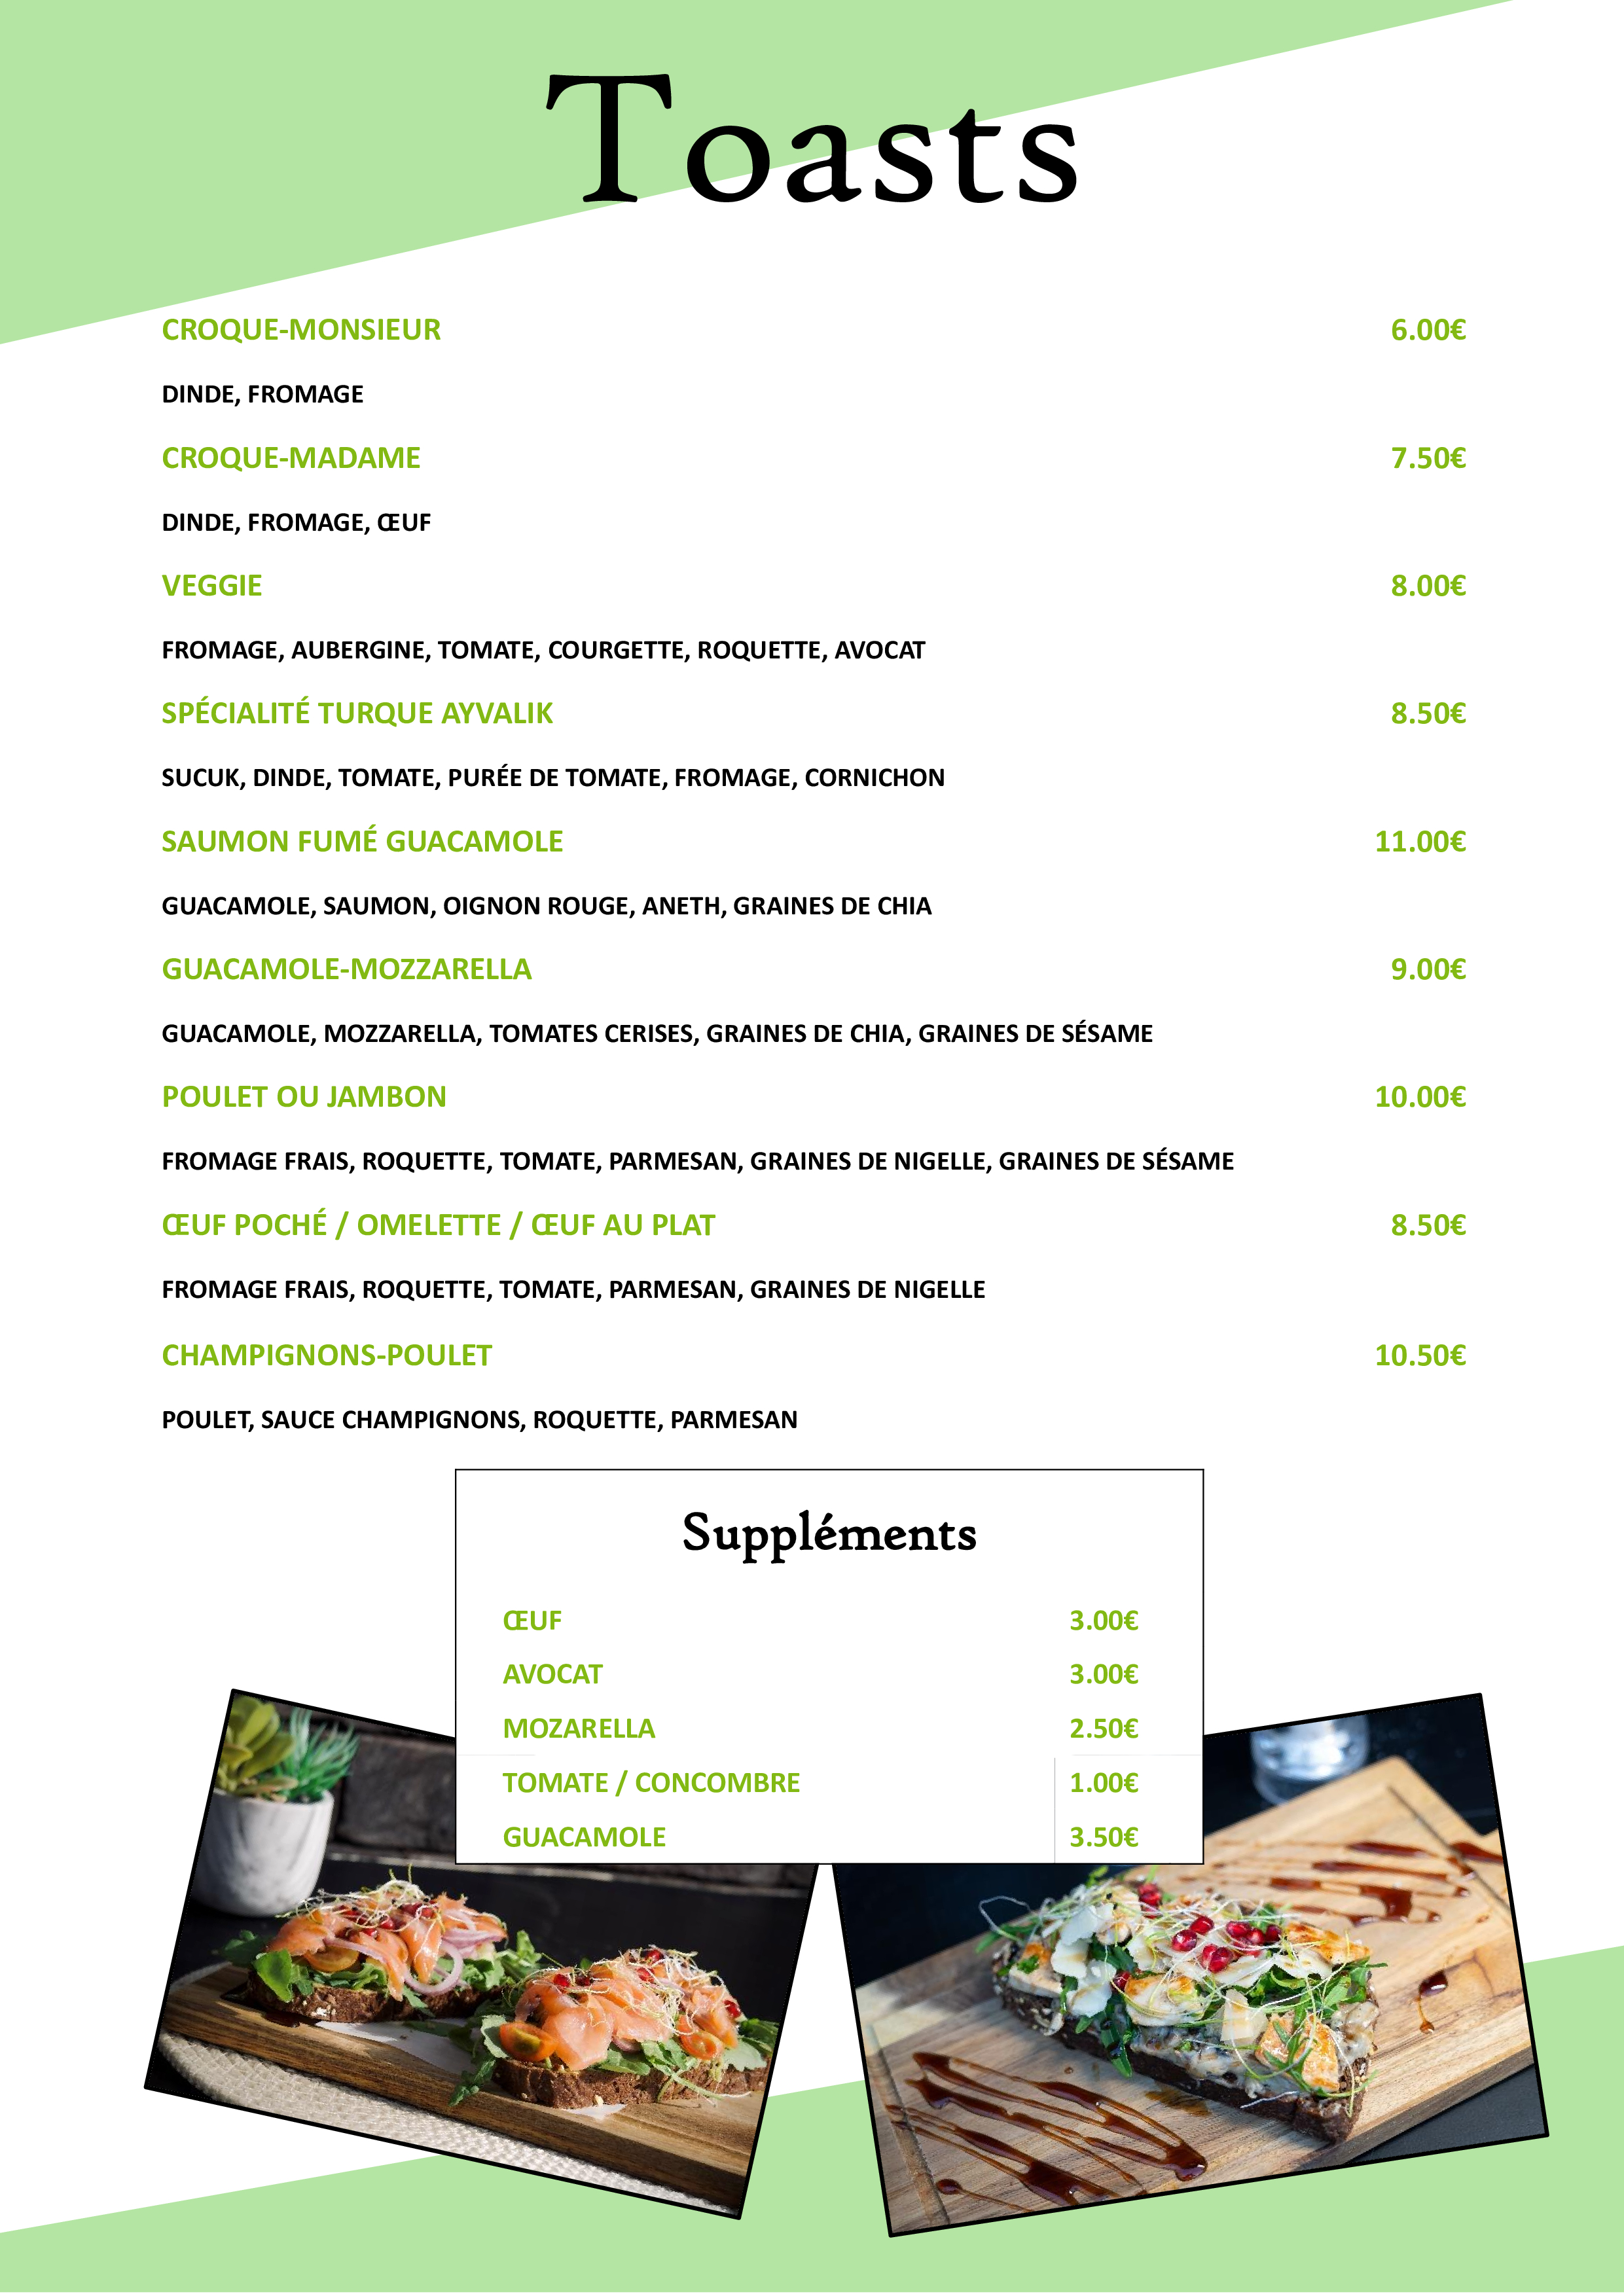 Toasts
CROQUE-MONSIEUR 6.00€
DINDE, FROMAGE
CROQUE-MADAME 7.50€
DINDE, FROMAGE, ŒUF
VEGGIE 8.00€
FROMAGE, AUBERGINE, TOMATE, COURGETTE, ROQUETTE, AVOCAT
SPÉCIALITÉ TURQUE AYVALIK 8.50€
SUCUK, DINDE, TOMATE, PURÉE DE TOMATE, FROMAGE, CORNICHON
SAUMON FUMÉ GUACAMOLE 11.00€
GUACAMOLE, SAUMON, OIGNON ROUGE, ANETH, GRAINES DE CHIA
GUACAMOLE-MOZZARELLA 9.00€
GUACAMOLE, MOZZARELLA, TOMATES CERISES, GRAINES DE CHIA, GRAINES DE SÉSAME
POULET OU JAMBON 10.00€
FROMAGE FRAIS, ROQUETTE, TOMATE, PARMESAN, GRAINES DE NIGELLE, GRAINES DE SÉSAME
ŒUF POCHÉ / OMELETTE / ŒUF AU PLAT 8.50€
FROMAGE FRAIS, ROQUETTE, TOMATE, PARMESAN, GRAINES DE NIGELLE
CHAMPIGNONS-POULET 10.50€
POULET, SAUCE CHAMPIGNONS, ROQUETTE, PARMESAN
Suppléments
ŒUF 3.00€
AVOCAT 3.00€
MOZARELLA 2.50€
TOMATE / CONCOMBRE 1.00€
GUACAMOLE 3.50€